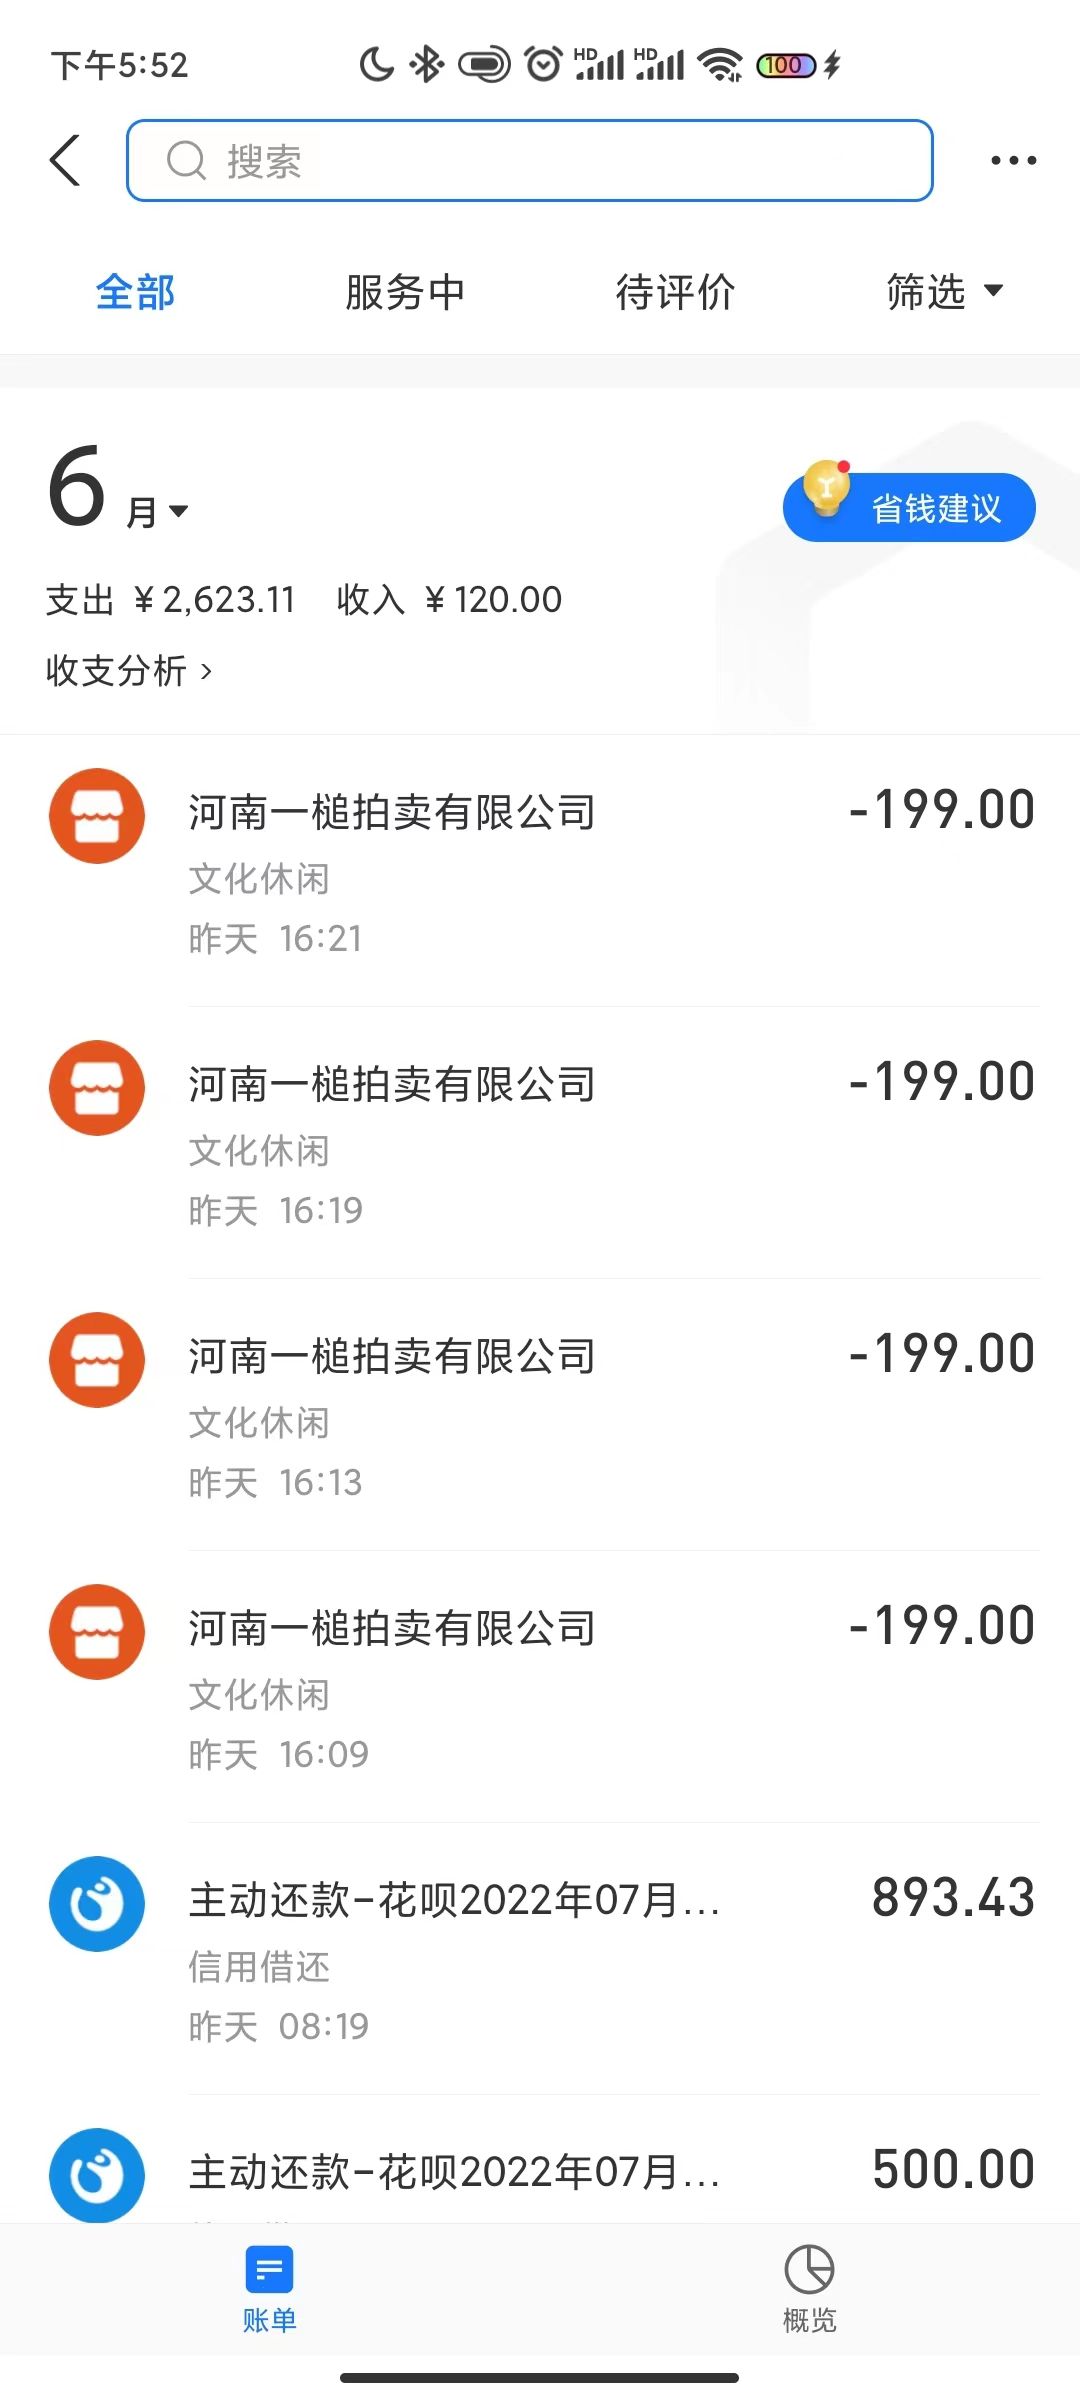 下午5:52
HD HD 100
搜索
全部 服务中 待评价 筛选
6月
省钱建议
支出 ¥2,623.11 收入 ¥120.00
收支分析
河南一槌拍卖有限公司 -199.00
文化休闲
昨天 16:21
河南一槌拍卖有限公司 -199.00
文化休闲
昨天 16:19
河南一槌拍卖有限公司 -199.00
文化休闲
昨天 16:13
河南一槌拍卖有限公司 -199.00
文化休闲
昨天 16:09
主动还款-花呗2022年07月... 893.43
信用借还
昨天 08:19
主动还款-花呗2022年07月... 500.00
账单 概览